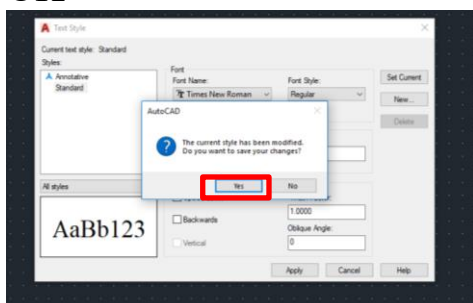 Text Style
Current text style: Standard
Styles:
Annotative
Standard
Font
Font Name:
Font Style:
Times New Roman
Regular
Set Current
New...
Delete
AutoCAD
The current style has been modified.
Do you want to save your changes?
Yes
No
All styles
AaBb123
Backwards
Vertical
1.0000
Oblique Angle:
0
Apply
Cancel
Help